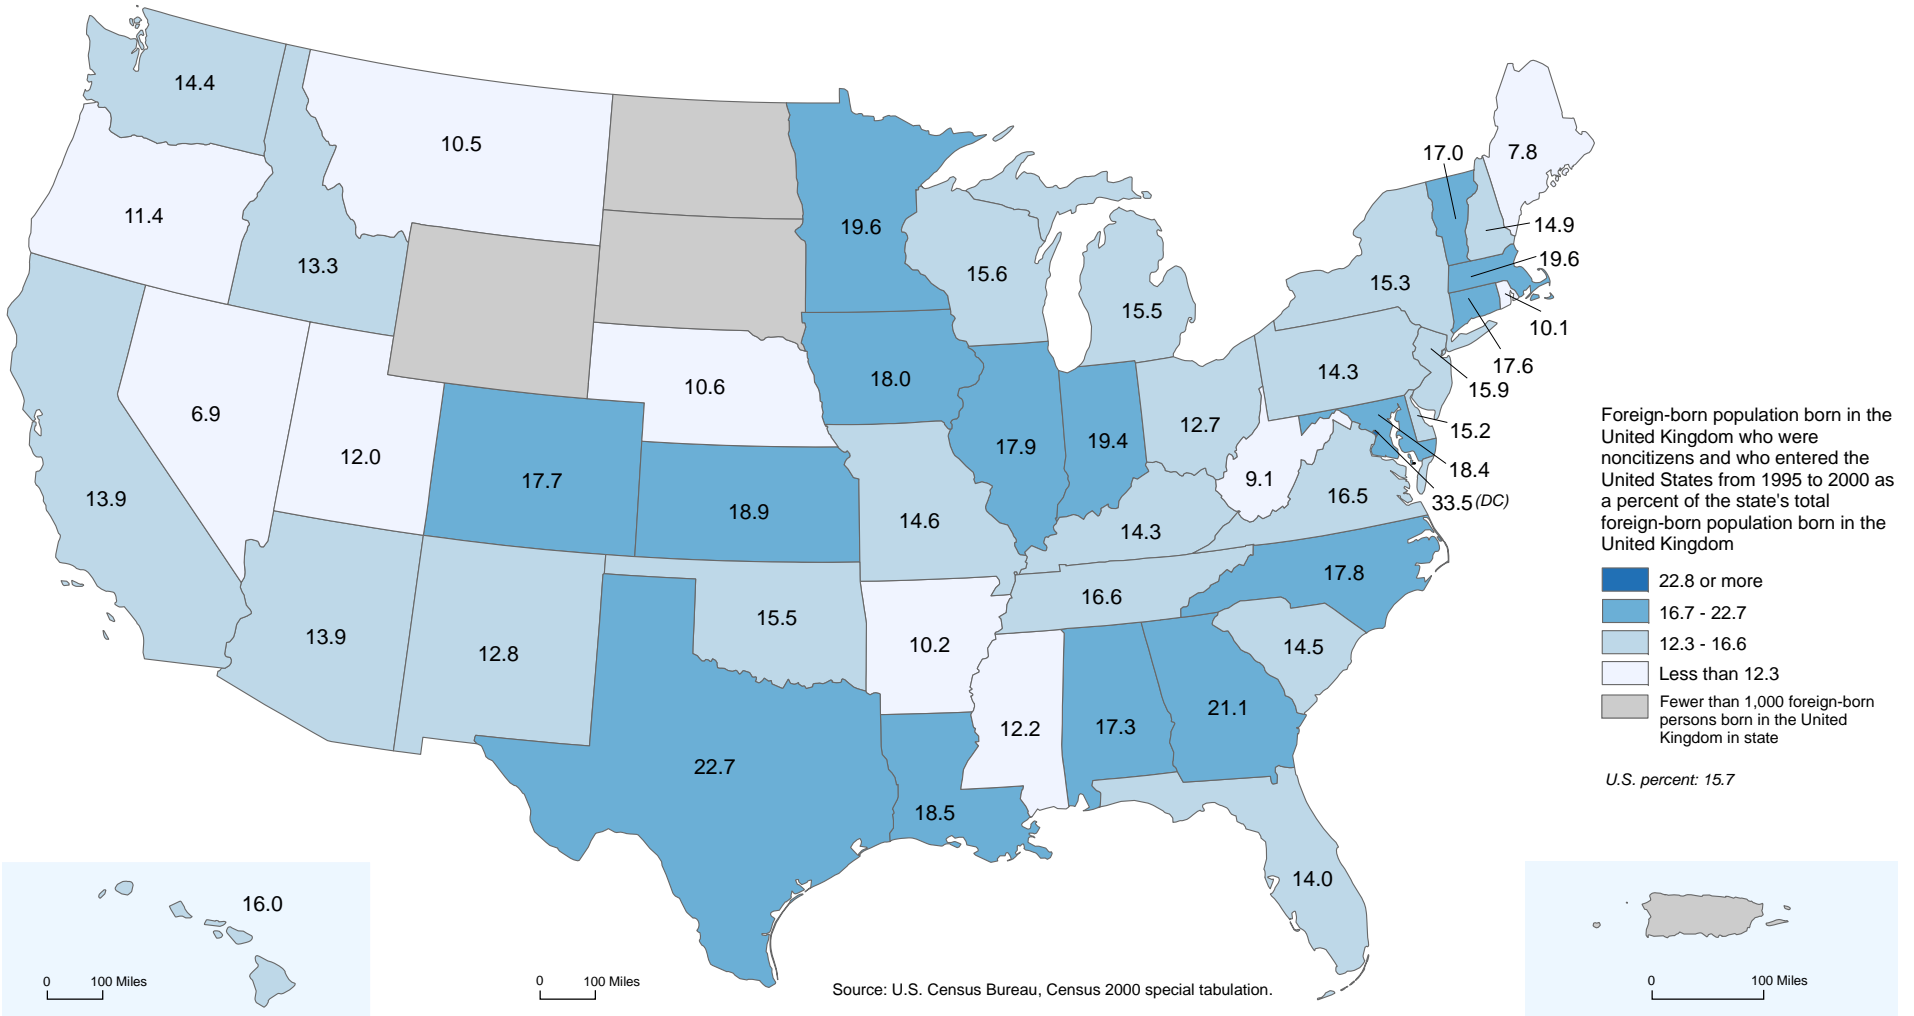 14.4
10.5
11.4
13.3
19.6
15.6
15.5
17.0
7.8
14.9
19.6
15.3
10.1
17.6
15.9
14.3
15.2
18.4
33.5 (DC)
6.9
12.0
10.6
18.0
17.9
19.4
12.7
9.1
16.5
13.9
17.7
18.9
14.6
14.3
17.8
13.9
12.8
15.5
10.2
16.6
14.5
22.7
18.5
12.2
17.3
21.1
14.0
16.0
Foreign-born population born in the
United Kingdom who were
noncitizens and who entered the
United States from 1995 to 2000 as
a percent of the state's total
foreign-born population born in the
United Kingdom
22.8 or more
16.7 - 22.7
12.3 - 16.6
Less than 12.3
Fewer than 1,000 foreign-born
persons born in the United
Kingdom in state
U.S. percent: 15.7
0 100 Miles
0 100 Miles
Source: U.S. Census Bureau, Census 2000 special tabulation.
0 100 Miles